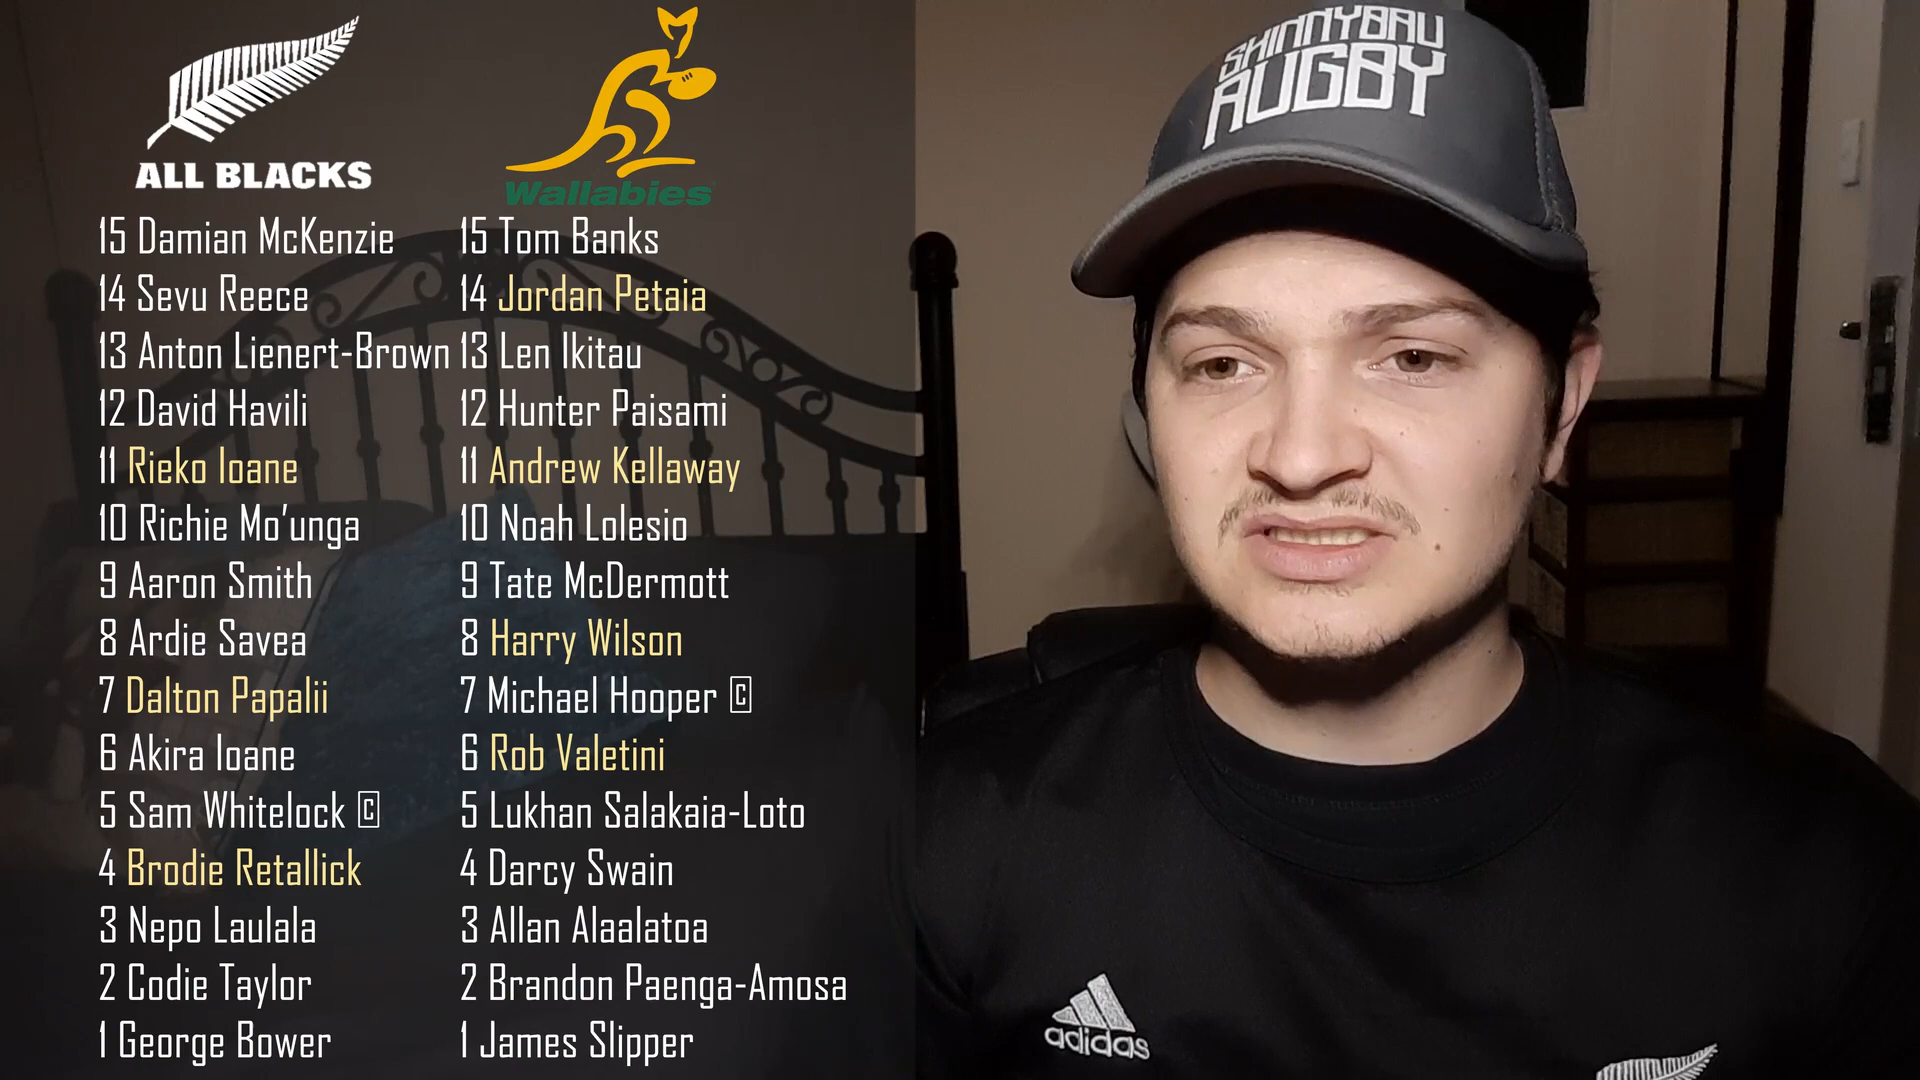 ALL BLACKS
15 Damian McKenzie
14 Sevu Reece
13 Anton Lienert-Brown
12 David Havili
11 Rieko Ioane
10 Richie Mo'unga
9 Aaron Smith
8 Ardie Savea
7 Dalton Papalii
6 Akira Ioane
5 Sam Whitelock C
4 Brodie Retallick
3 Nepo Laulala
2 Codie Taylor
1 George Bower
Wallabies
15 Tom Banks
14 Jordan Petaia
13 Len Ikitau
12 Hunter Paisami
11 Andrew Kellaway
10 Noah Lolesio
9 Tate McDermott
8 Harry Wilson
7 Michael Hooper C
6 Rob Valetini
5 Lukhan Salakaia-Loto
4 Darcy Swain
3 Allan Alaalatoa
2 Brandon Paenga-Amosa
1 James Slipper
SHINNYBRU
RUGBY
adidas